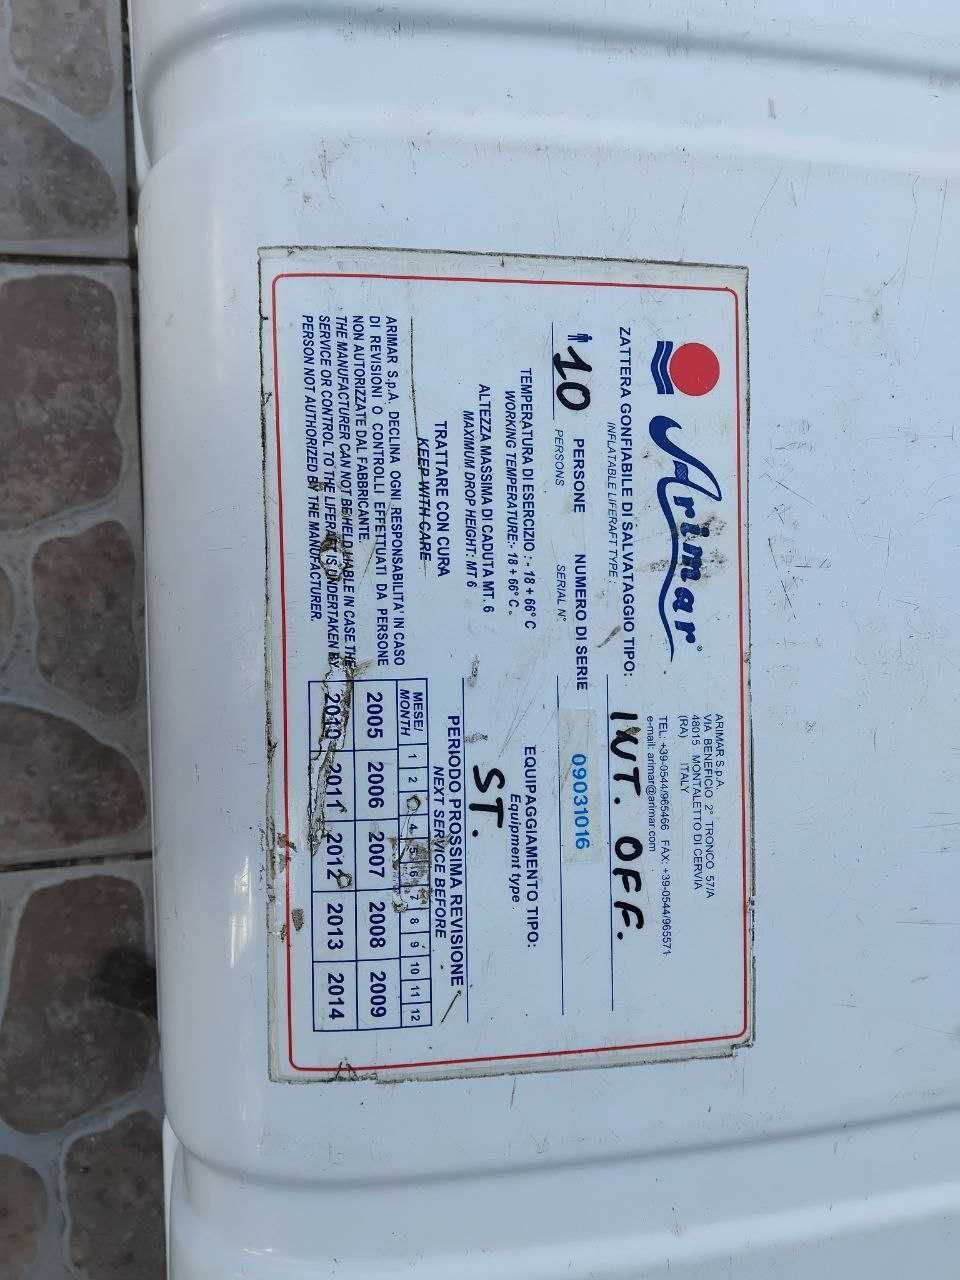 Arimar®
ARIMAR S.p.A.
VIA BENEFICIO 2° TRONCO 57/A
48015 MONTALETTO DI CERVIA
(RA) ITALY
TEL: +39-0544/965466 FAX: +39-0544/965571
e-mail: arimar@arimar.com
ZATTERA GONFIABILE DI SALVATAGGIO TIPO: INT. OFF.
INFLATABLE LIFERAFT TYPE:
10 PERSONE NUMERO DI SERIE 09031016
PERSONS SERIAL N°
TEMPERATURA DI ESERCIZIO :- 18 + 66° C
WORKING TEMPERATURE:- 18 + 66° C
ALTEZZA MASSIMA DI CADUTA MT. 6
MAXIMUM DROP HEIGHT: MT 6
TRATTARE CON CURA
KEEP WITH CARE
ARIMAR S.p.A. DECLINA OGNI RESPONSABILITA' IN CASO
DI REVISIONI O CONTROLLI EFFETTUATI DA PERSONE
NON AUTORIZZATE DAL FABBRICANTE.
THE MANUFACTURER CAN NOT BE HELD LIABLE IN CASE THE
SERVICE OR CONTROL TO THE LIFERAFT IS UNDERTAKEN BY
PERSON NOT AUTHORIZED BY THE MANUFACTURER.
EQUIPAGGIAMENTO TIPO:
Equipment type
ST.
PERIODO PROSSIMA REVISIONE
NEXT SERVICE BEFORE
MESE/
MONTH 1 2 4 5 6 7 8 9 10 11 12
2005 2006 2007 2008 2009
2010 2011 2012 2013 2014